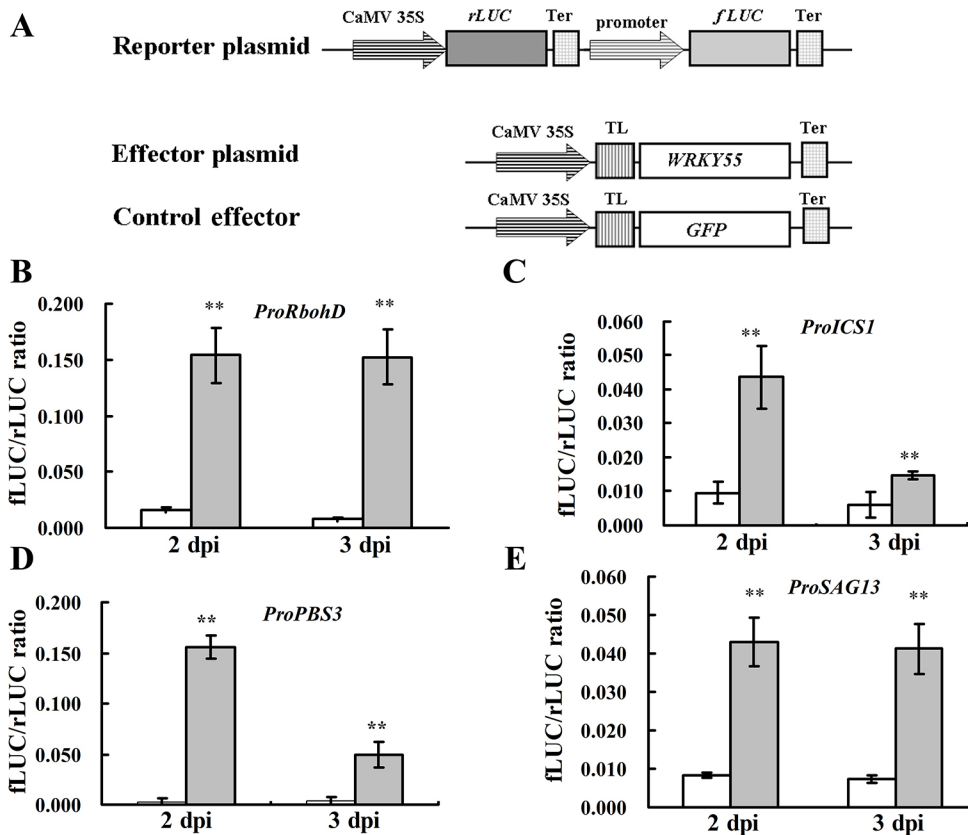 A
CaMV 35S rLUC Ter promoter fLUC Ter
Reporter plasmid
CaMV 35S TL Ter
Effector plasmid
WRKY55
CaMV 35S TL Ter
Control effector
GFP
B
fLUC/rLUC ratio
0.200
0.150
0.100
0.050
0.000
ProRbohD
**
**
2 dpi 3 dpi
C
fLUC/rLUC ratio
0.060
0.050
0.040
0.030
0.020
0.010
0.000
ProICS1
**
**
2 dpi 3 dpi
D
fLUC/rLUC ratio
0.200
0.150
0.100
0.050
0.000
ProPBS3
**
**
2 dpi 3 dpi
E
fLUC/rLUC ratio
0.060
0.050
0.040
0.030
0.020
0.010
0.000
ProSAG13
**
**
2 dpi 3 dpi